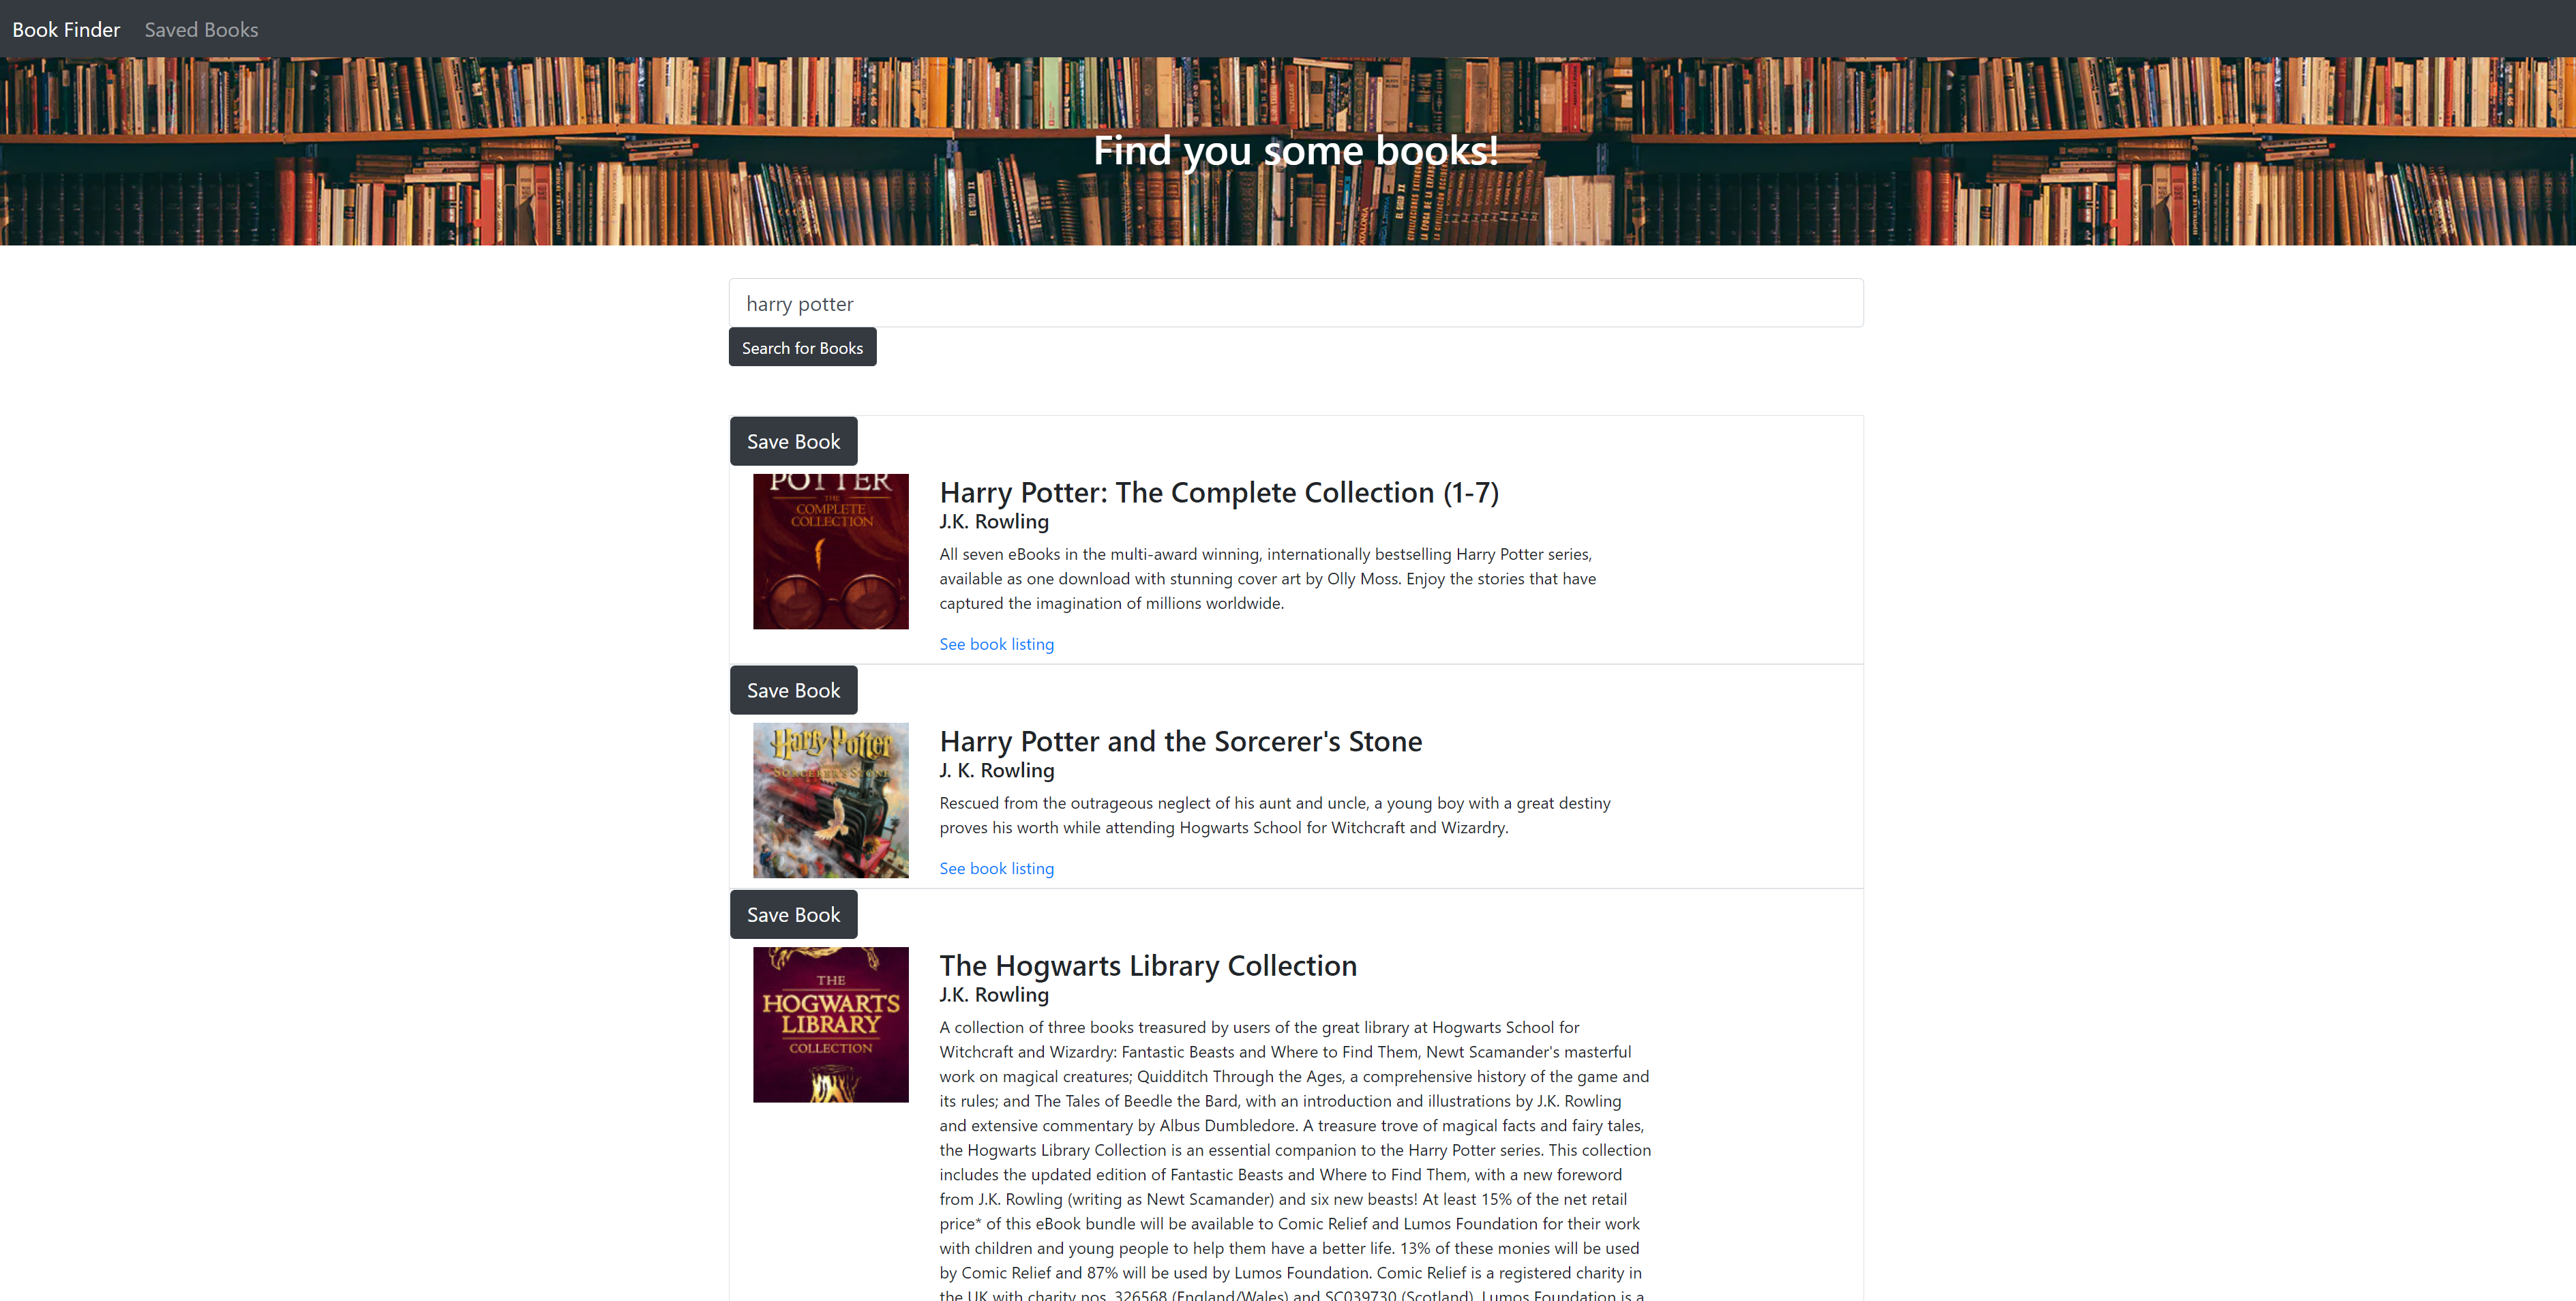 Book Finder Saved Books
Find you some books!
harry potter
Search for Books
Save Book
POTTER
THE
COMPLETE
COLLECTION
Harry Potter: The Complete Collection (1-7)
J.K. Rowling
All seven eBooks in the multi-award winning, internationally bestselling Harry Potter series,
available as one download with stunning cover art by Olly Moss. Enjoy the stories that have
captured the imagination of millions worldwide.
See book listing
Save Book
Harry Potter
SORCERER'S STONE
Harry Potter and the Sorcerer's Stone
J. K. Rowling
Rescued from the outrageous neglect of his aunt and uncle, a young boy with a great destiny
proves his worth while attending Hogwarts School for Witchcraft and Wizardry.
See book listing
Save Book
THE
HOGWARTS
LIBRARY
COLLECTION
The Hogwarts Library Collection
J.K. Rowling
A collection of three books treasured by users of the great library at Hogwarts School for
Witchcraft and Wizardry: Fantastic Beasts and Where to Find Them, Newt Scamander's masterful
work on magical creatures; Quidditch Through the Ages, a comprehensive history of the game and
its rules; and The Tales of Beedle the Bard, with an introduction and illustrations by J.K. Rowling
and extensive commentary by Albus Dumbledore. A treasure trove of magical facts and fairy tales,
the Hogwarts Library Collection is an essential companion to the Harry Potter series. This collection
includes the updated edition of Fantastic Beasts and Where to Find Them, with a new foreword
from J.K. Rowling (writing as Newt Scamander) and six new beasts! At least 15% of the net retail
price* of this eBook bundle will be available to Comic Relief and Lumos Foundation for their work
with children and young people to help them have a better life. 13% of these monies will be used
by Comic Relief and 87% will be used by Lumos Foundation. Comic Relief is a registered charity in
the UK with charity nos. 326568 (England/Wales) and SC039730 (Scotland). Lumos Foundation is a